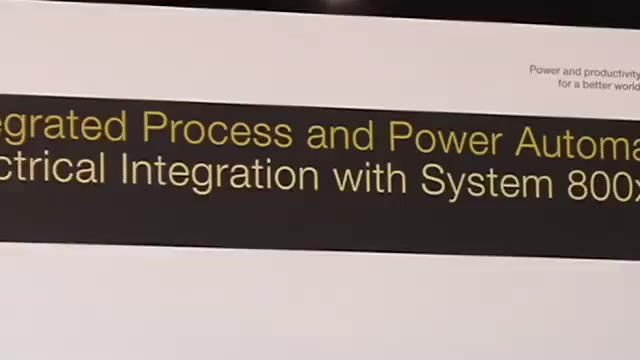 Power and productivity
for a better world
egrated Process and Power Automa
ctrical Integration with System 800x